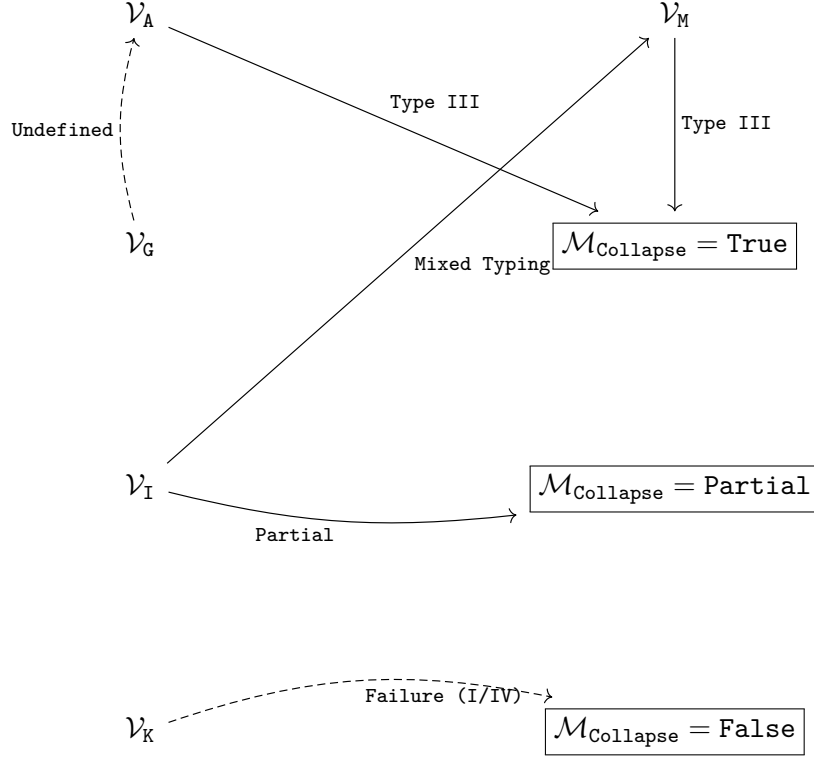 𝒱_A
𝒱_M
Type III
Undefined
Type III
𝒱_G
ℳ_Collapse = True
Mixed Typing
𝒱_I
ℳ_Collapse = Partial
Partial
Failure (I/IV)
𝒱_K
ℳ_Collapse = False